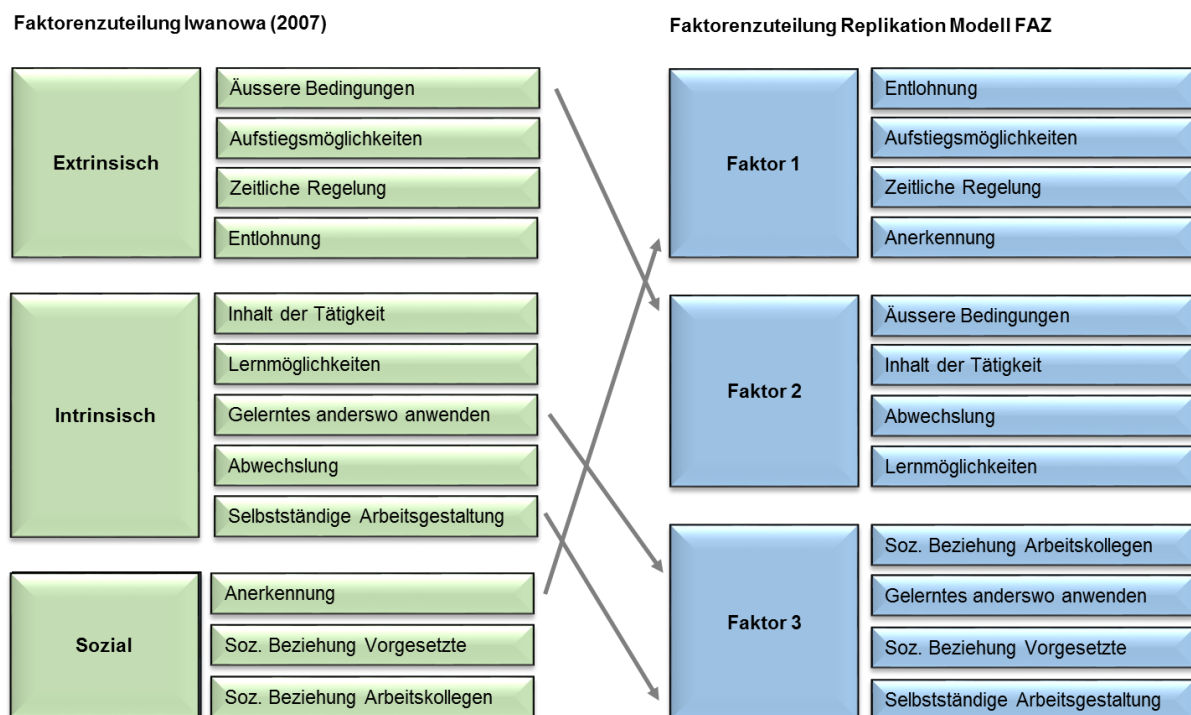 Faktorenzuteilung Iwanowa (2007)
Extrinsisch
Äussere Bedingungen
Aufstiegsmöglichkeiten
Zeitliche Regelung
Entlohnung
Intrinsisch
Inhalt der Tätigkeit
Lernmöglichkeiten
Gelerntes anderswo anwenden
Abwechslung
Selbstständige Arbeitsgestaltung
Sozial
Anerkennung
Soz. Beziehung Vorgesetzte
Soz. Beziehung Arbeitskollegen
Faktorenzuteilung Replikation Modell FAZ
Faktor 1
Entlohnung
Aufstiegsmöglichkeiten
Zeitliche Regelung
Anerkennung
Faktor 2
Äussere Bedingungen
Inhalt der Tätigkeit
Abwechslung
Lernmöglichkeiten
Faktor 3
Soz. Beziehung Arbeitskollegen
Gelerntes anderswo anwenden
Soz. Beziehung Vorgesetzte
Selbstständige Arbeitsgestaltung